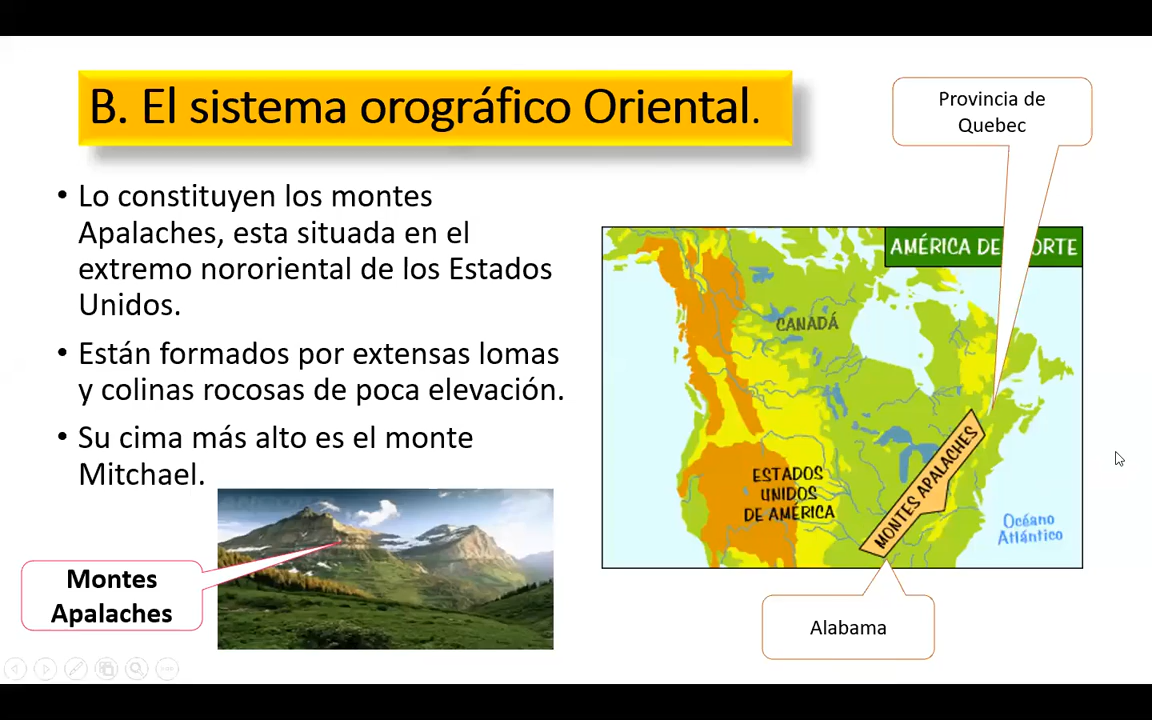 B. El sistema orográfico Oriental.
Provincia de
Quebec
• Lo constituyen los montes
Apalaches, esta situada en el
extremo nororiental de los Estados
Unidos.
• Están formados por extensas lomas
y colinas rocosas de poca elevación.
• Su cima más alto es el monte
Mitchael.
AMÉRICA DE ORTE
CANADÁ
ESTADOS
UNIDOS
DE AMÉRICA
MONTES APALACHES
Océano
Atlántico
Montes
Apalaches
Alabama